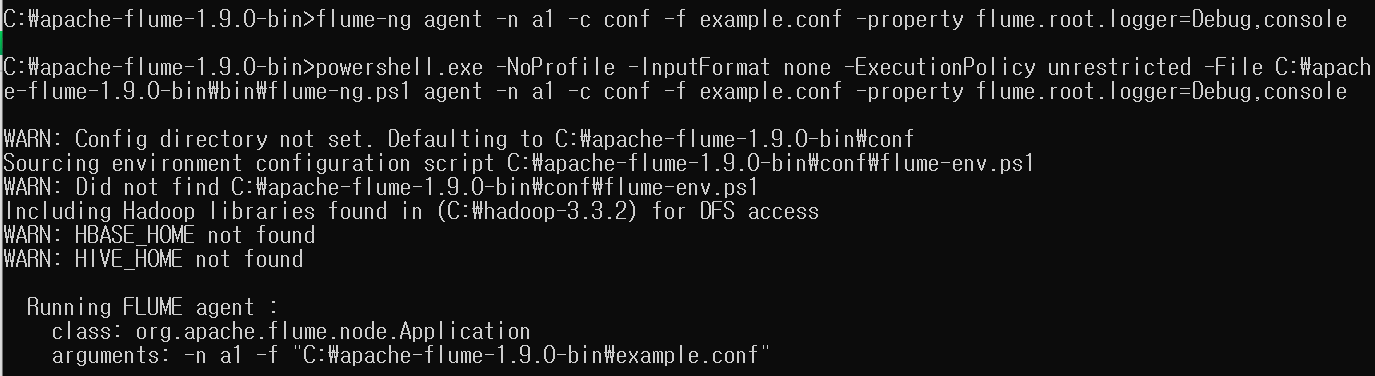 C:₩apache-flume-1.9.0-bin>flume-ng agent -n a1 -c conf -f example.conf -property flume.root.logger=Debug,console
C:₩apache-flume-1.9.0-bin>powershell.exe -NoProfile -InputFormat none -ExecutionPolicy unrestricted -File C:₩apach
e-flume-1.9.0-bin₩bin₩flume-ng.ps1 agent -n a1 -c conf -f example.conf -property flume.root.logger=Debug,console
WARN: Config directory not set. Defaulting to C:₩apache-flume-1.9.0-bin₩conf
Sourcing environment configuration script C:₩apache-flume-1.9.0-bin₩conf₩flume-env.ps1
WARN: Did not find C:₩apache-flume-1.9.0-bin₩conf₩flume-env.ps1
Including Hadoop libraries found in (C:₩hadoop-3.3.2) for DFS access
WARN: HBASE_HOME not found
WARN: HIVE_HOME not found
Running FLUME agent :
class: org.apache.flume.node.Application
arguments: -n a1 -f "C:₩apache-flume-1.9.0-bin₩example.conf"